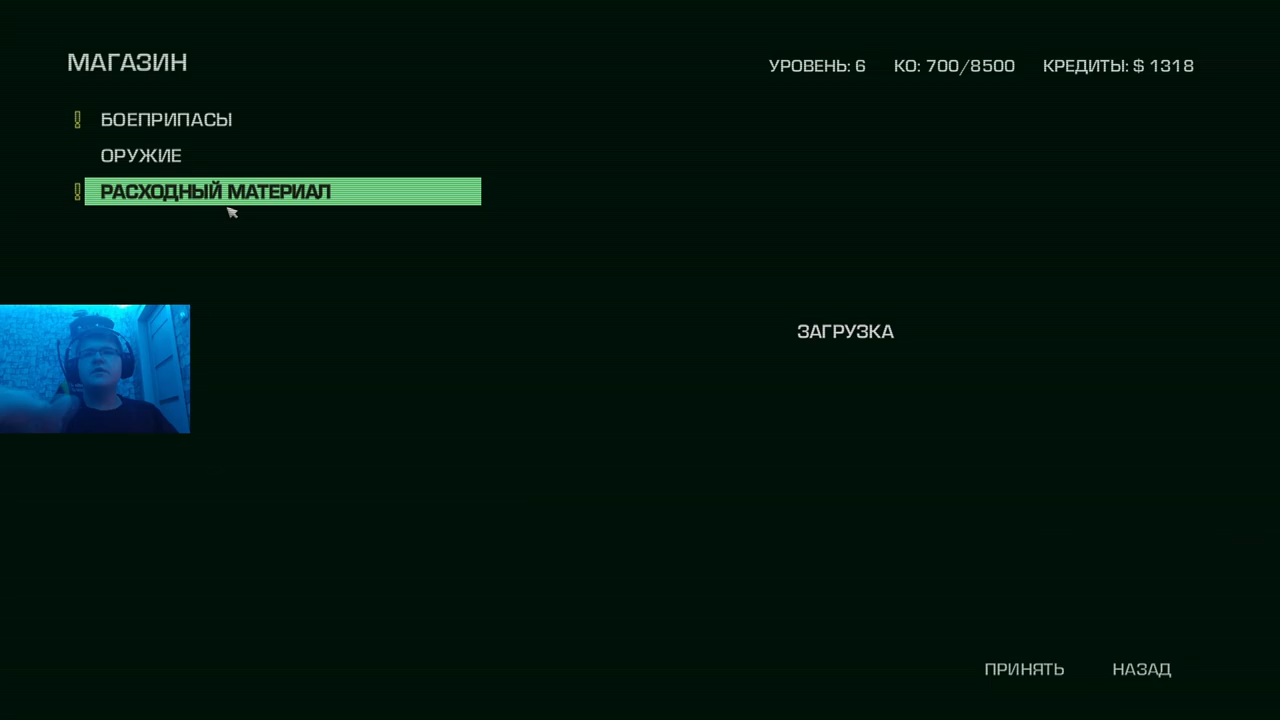 МАГАЗИН
УРОВЕНЬ: 6 КО: 700/8500 КРЕДИТЫ: $ 1318
! БОЕПРИПАСЫ
ОРУЖИЕ
! РАСХОДНЫЙ МАТЕРИАЛ
ЗАГРУЗКА
ПРИНЯТЬ НАЗАД